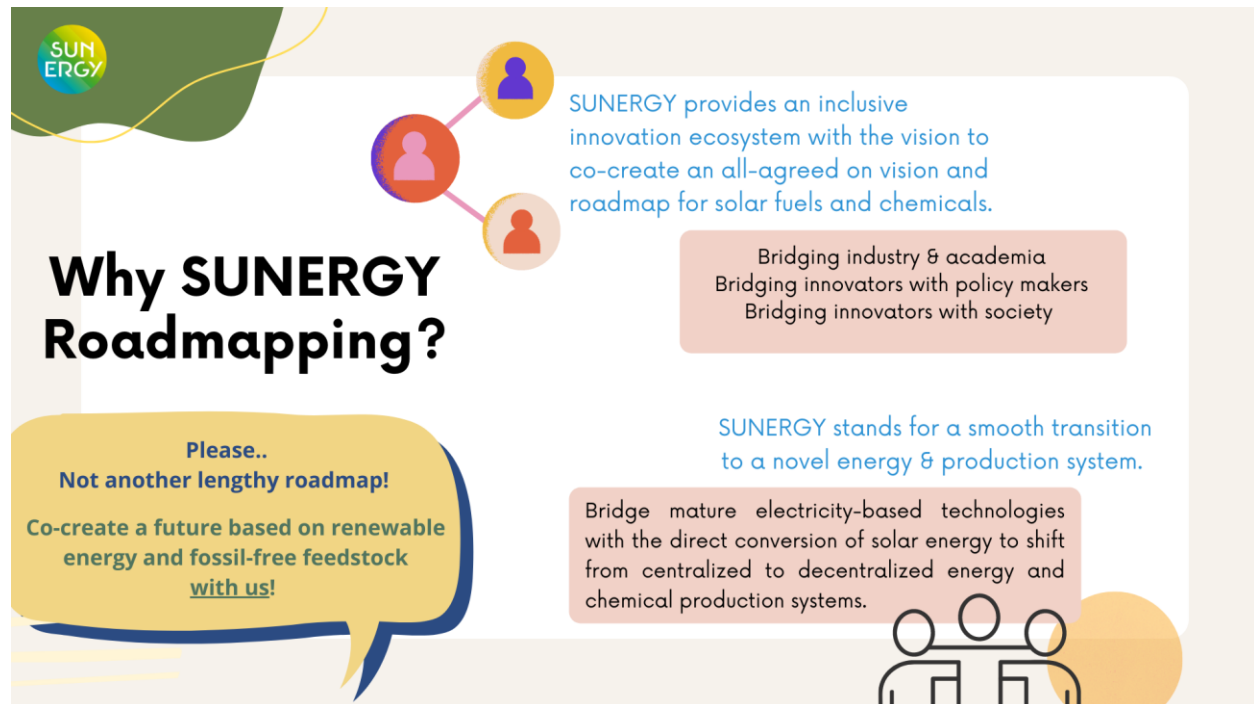 SUN
ERGY
SUNERGY provides an inclusive
innovation ecosystem with the vision to
co-create an all-agreed on vision and
roadmap for solar fuels and chemicals.
Why SUNERGY
Roadmapping?
Bridging industry & academia
Bridging innovators with policy makers
Bridging innovators with society
Please..
Not another lengthy roadmap!
Co-create a future based on renewable
energy and fossil-free feedstock
with us!
SUNERGY stands for a smooth transition
to a novel energy & production system.
Bridge mature electricity-based technologies
with the direct conversion of solar energy to shift
from centralized to decentralized energy and
chemical production systems.